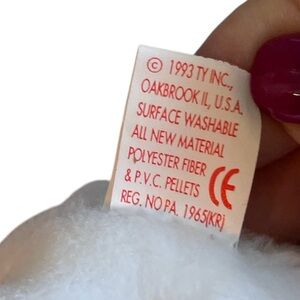 © 1993 TY INC.,
OAKBROOK IL, U.S.A.
SURFACE WASHABLE
ALL NEW MATERIAL
POLYESTER FIBER
& P.V.C. PELLETS CE
REG. NO PA. 1965(KR)